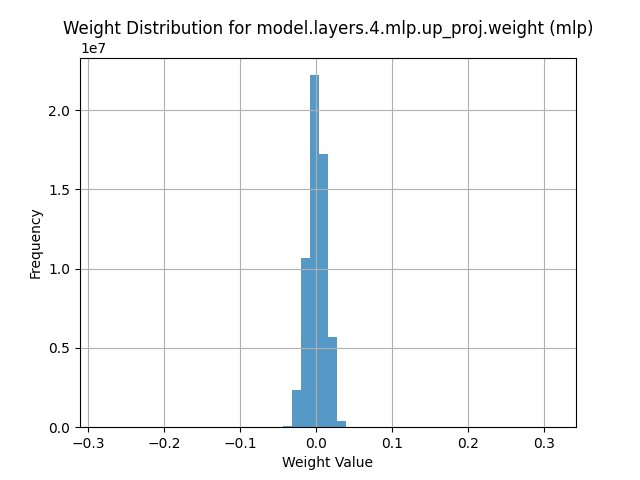 Weight Distribution for model.layers.4.mlp.up_proj.weight (mlp)
1e7
2.0
1.5
1.0
0.5
0.0
Frequency
−0.3 −0.2 −0.1 0.0 0.1 0.2 0.3
Weight Value